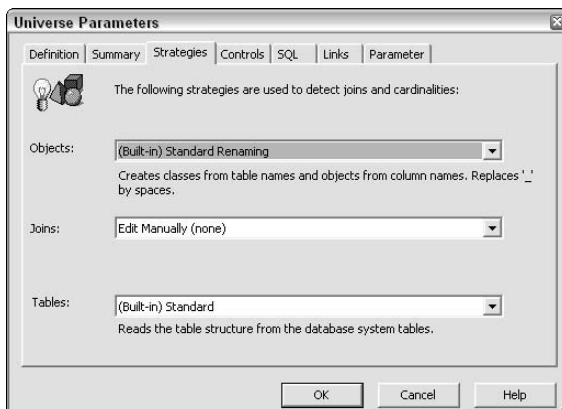 Universe Parameters
Definition Summary Strategies Controls SQL Links Parameter
The following strategies are used to detect joins and cardinalities:
Objects: (Built-in) Standard Renaming
Creates classes from table names and objects from column names. Replaces '_'
by spaces.
Joins: Edit Manually (none)
Tables: (Built-in) Standard
Reads the table structure from the database system tables.
OK Cancel Help